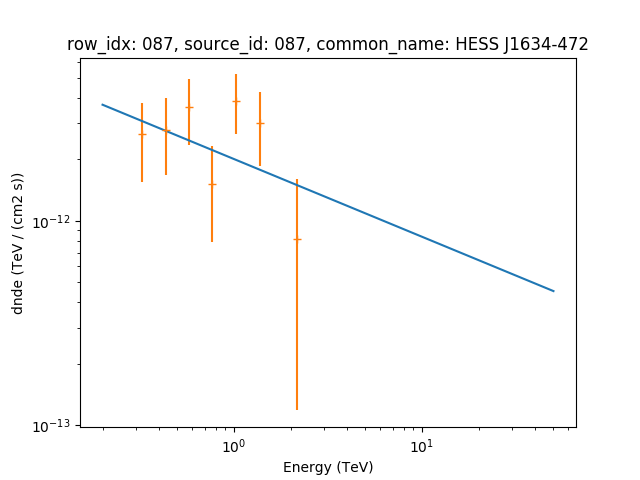 row_idx: 087, source_id: 087, common_name: HESS J1634-472
dnde (TeV / (cm2 s))
10⁻¹²
10⁻¹³
10⁰
10¹
Energy (TeV)